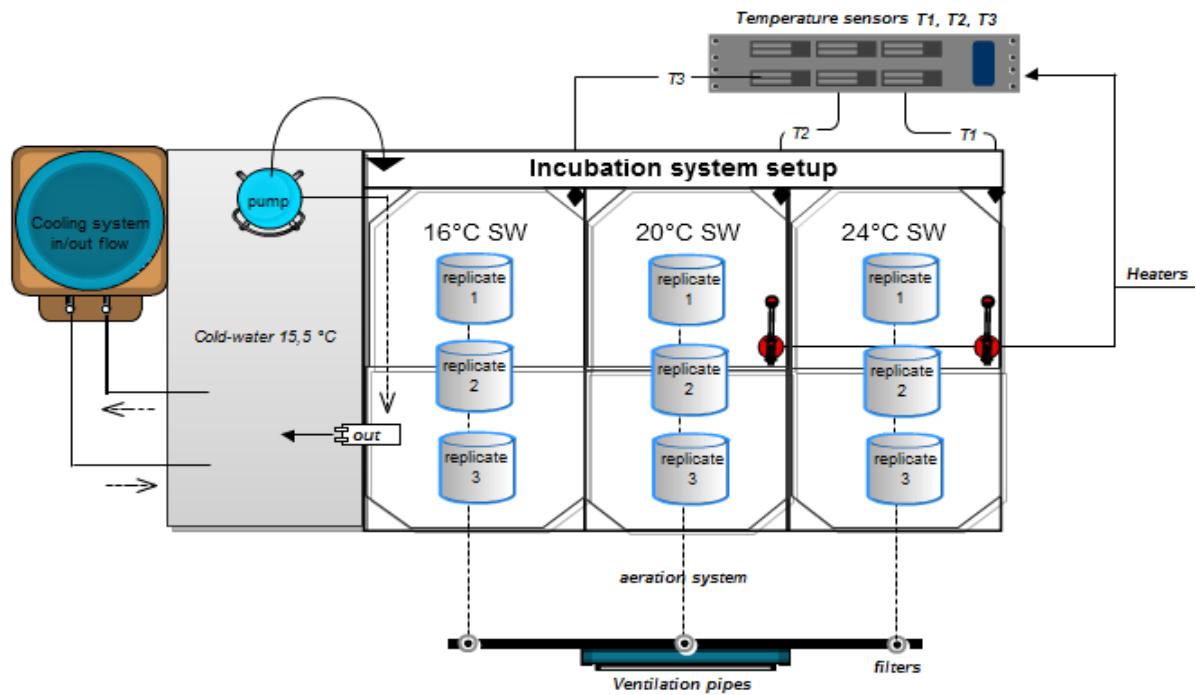 Temperature sensors T1, T2, T3
T3
T2
T1
Incubation system setup
pump
Cooling system
in/out flow
16°C SW
20°C SW
24°C SW
Heaters
replicate
1
replicate
1
replicate
1
Cold-water 15,5 °C
replicate
2
replicate
2
replicate
2
out
replicate
3
replicate
3
replicate
3
aeration system
filters
Ventilation pipes